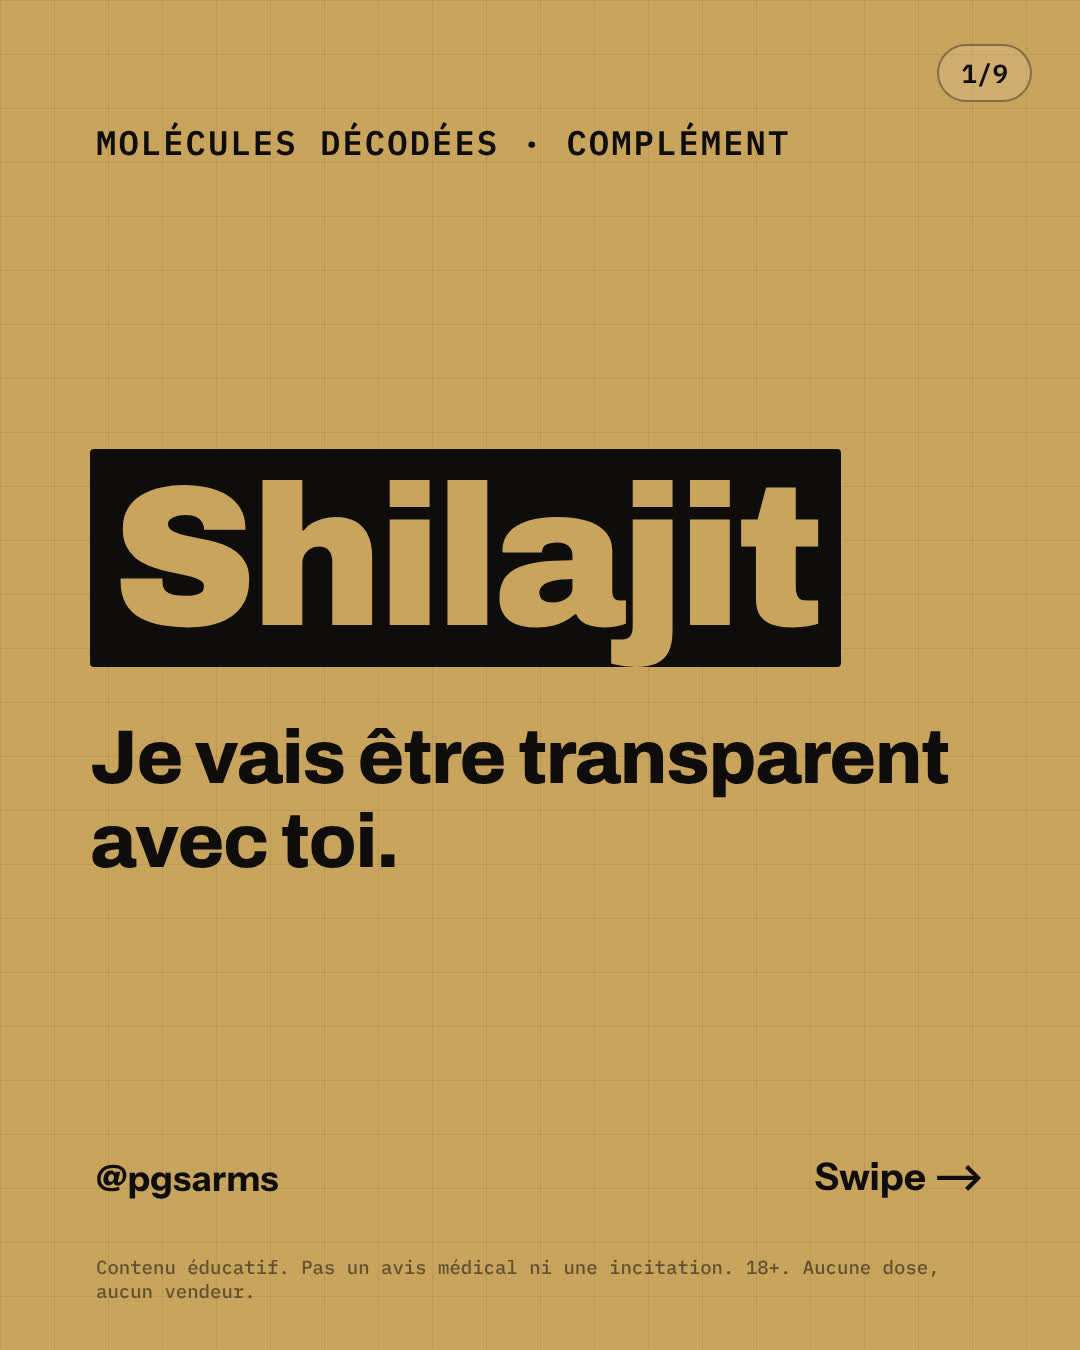 1/9
MOLÉCULES DÉCODÉES · COMPLÉMENT
Shilajit
Je vais être transparent
avec toi.
@pgsarms
Swipe →
Contenu éducatif. Pas un avis médical ni une incitation. 18+. Aucune dose,
aucun vendeur.